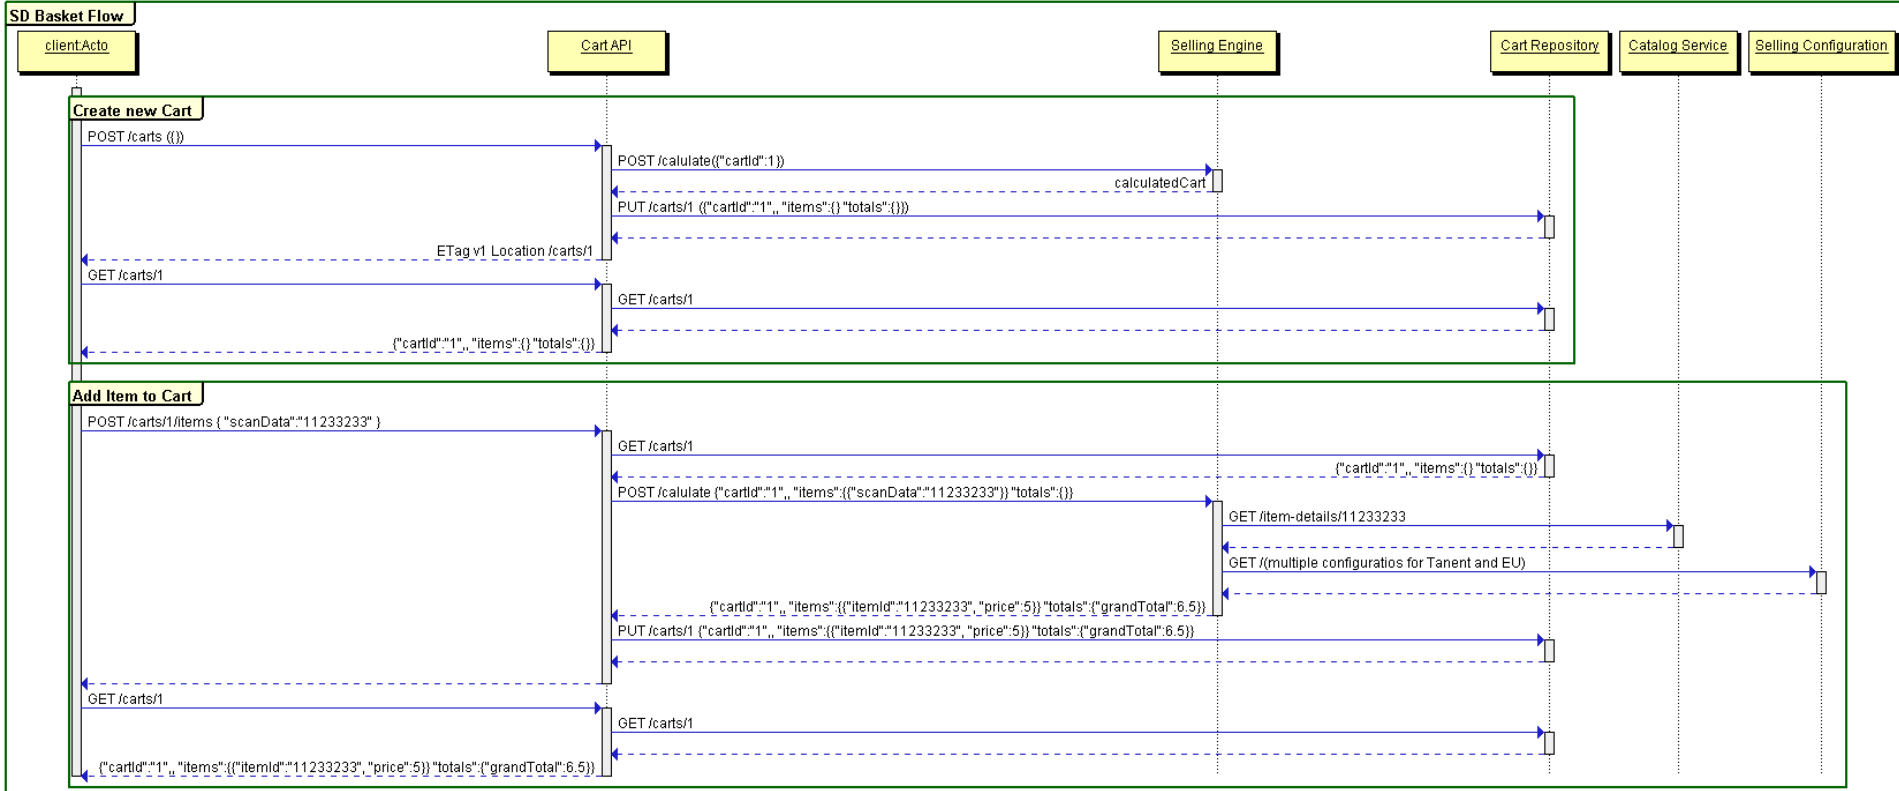 SD Basket Flow
client:Acto
Cart API
Selling Engine
Cart Repository
Catalog Service
Selling Configuration
Create new Cart
POST /carts ({})
POST /calulate({"cartId":1})
calculatedCart
PUT /carts/1 ({"cartId":"1",, "items":{} "totals":{}})
ETag v1 Location /carts/1
GET /carts/1
GET /carts/1
{"cartId":"1",, "items":{} "totals":{}}
Add Item to Cart
POST /carts/1/items { "scanData":"11233233" }
GET /carts/1
{"cartId":"1",, "items":{} "totals":{}}
POST /calulate {"cartId":"1",, "items":{{"scanData":"11233233"}} "totals":{}}
GET /item-details/11233233
GET /(multiple configuratios for Tanent and EU)
{"cartId":"1",, "items":{{"itemId":"11233233", "price":5}} "totals":{"grandTotal":6.5}}
PUT /carts/1 {"cartId":"1",, "items":{{"itemId":"11233233", "price":5}} "totals":{"grandTotal":6.5}}
GET /carts/1
GET /carts/1
{"cartId":"1",, "items":{{"itemId":"11233233", "price":5}} "totals":{"grandTotal":6.5}}